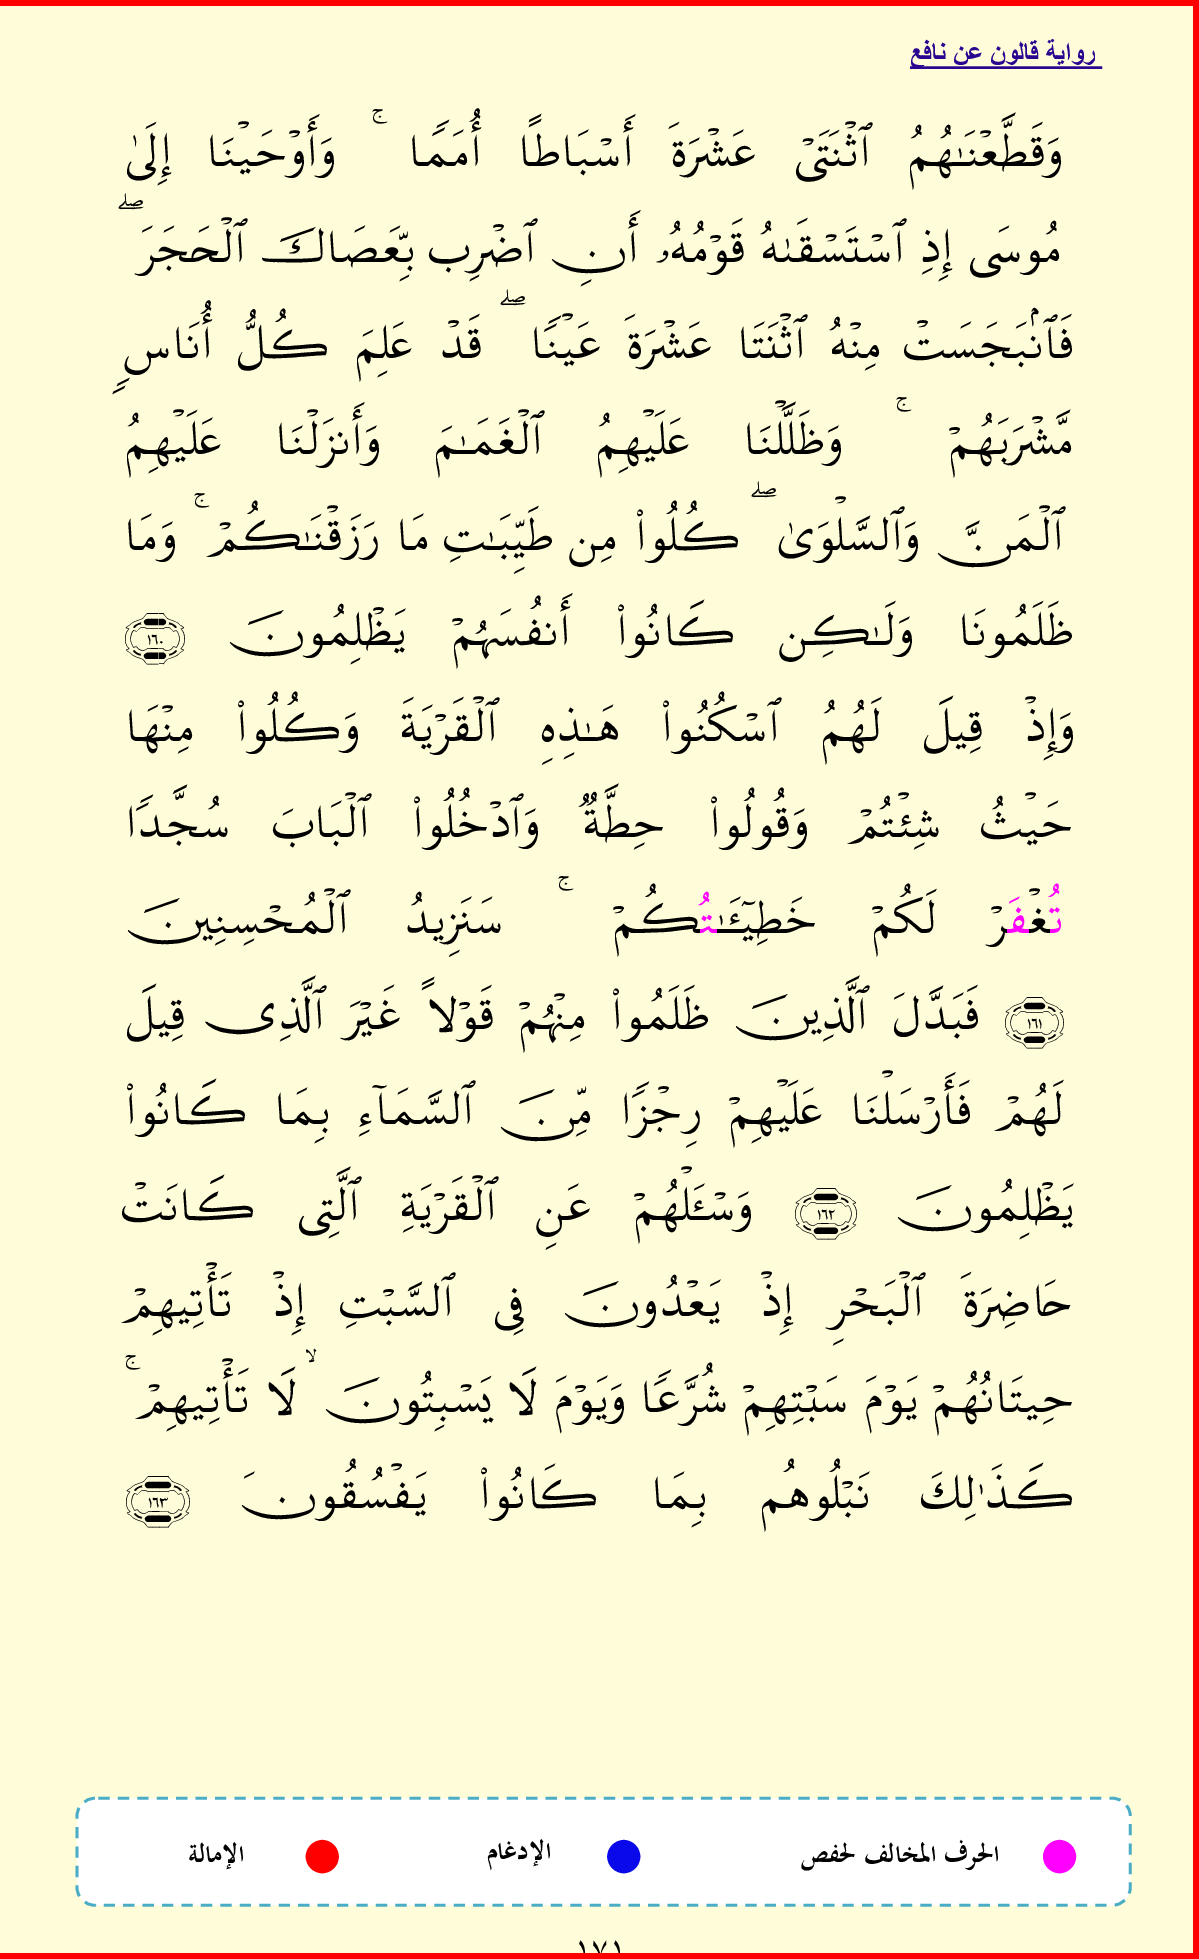 رواية قالون عن نافع
وَقَطَّعْنَـٰهُمُ ٱثْنَتَىْ عَشْرَةَ أَسْبَاطًا أُمَمًا ۚ وَأَوْحَيْنَا إِلَىٰ
مُوسَى إِذِ ٱسْتَسْقَىٰهُ قَوْمُهُۥ أَنِ ٱضْرِب بِّعَصَاكَ ٱلْحَجَرَ ۖ
فَٱنۢبَجَسَتْ مِنْهُ ٱثْنَتَا عَشْرَةَ عَيْنًا ۖ قَدْ عَلِمَ كُلُّ أُنَاسٍ
مَّشْرَبَهُمْ ۚ وَظَلَّلْنَا عَلَيْهِمُ ٱلْغَمَـٰمَ وَأَنزَلْنَا عَلَيْهِمُ
ٱلْمَنَّ وَٱلسَّلْوَىٰ ۖ كُلُوا۟ مِن طَيِّبَـٰتِ مَا رَزَقْنَـٰكُمْ ۚ وَمَا
ظَلَمُونَا وَلَـٰكِن كَانُوا۟ أَنفُسَهُمْ يَظْلِمُونَ ١٦٠
وَإِذْ قِيلَ لَهُمُ ٱسْكُنُوا۟ هَـٰذِهِ ٱلْقَرْيَةَ وَكُلُوا۟ مِنْهَا
حَيْثُ شِئْتُمْ وَقُولُوا۟ حِطَّةٌ وَٱدْخُلُوا۟ ٱلْبَابَ سُجَّدًا
تُغْفَرْ لَكُمْ خَطِيٓـَٔـٰتُكُمْ ۚ سَنَزِيدُ ٱلْمُحْسِنِينَ
١٦١ فَبَدَّلَ ٱلَّذِينَ ظَلَمُوا۟ مِنْهُمْ قَوْلاً غَيْرَ ٱلَّذِى قِيلَ
لَهُمْ فَأَرْسَلْنَا عَلَيْهِمْ رِجْزًا مِّنَ ٱلسَّمَآءِ بِمَا كَانُوا۟
يَظْلِمُونَ ١٦٢ وَسْـَٔلْهُمْ عَنِ ٱلْقَرْيَةِ ٱلَّتِى كَانَتْ
حَاضِرَةَ ٱلْبَحْرِ إِذْ يَعْدُونَ فِى ٱلسَّبْتِ إِذْ تَأْتِيهِمْ
حِيتَانُهُمْ يَوْمَ سَبْتِهِمْ شُرَّعًا وَيَوْمَ لَا يَسْبِتُونَ ۙ لَا تَأْتِيهِمْ ۚ
كَذَٰلِكَ نَبْلُوهُم بِمَا كَانُوا۟ يَفْسُقُونَ ١٦٣
الحرف المخالف لحفص الإدغام الإمالة
١٧١